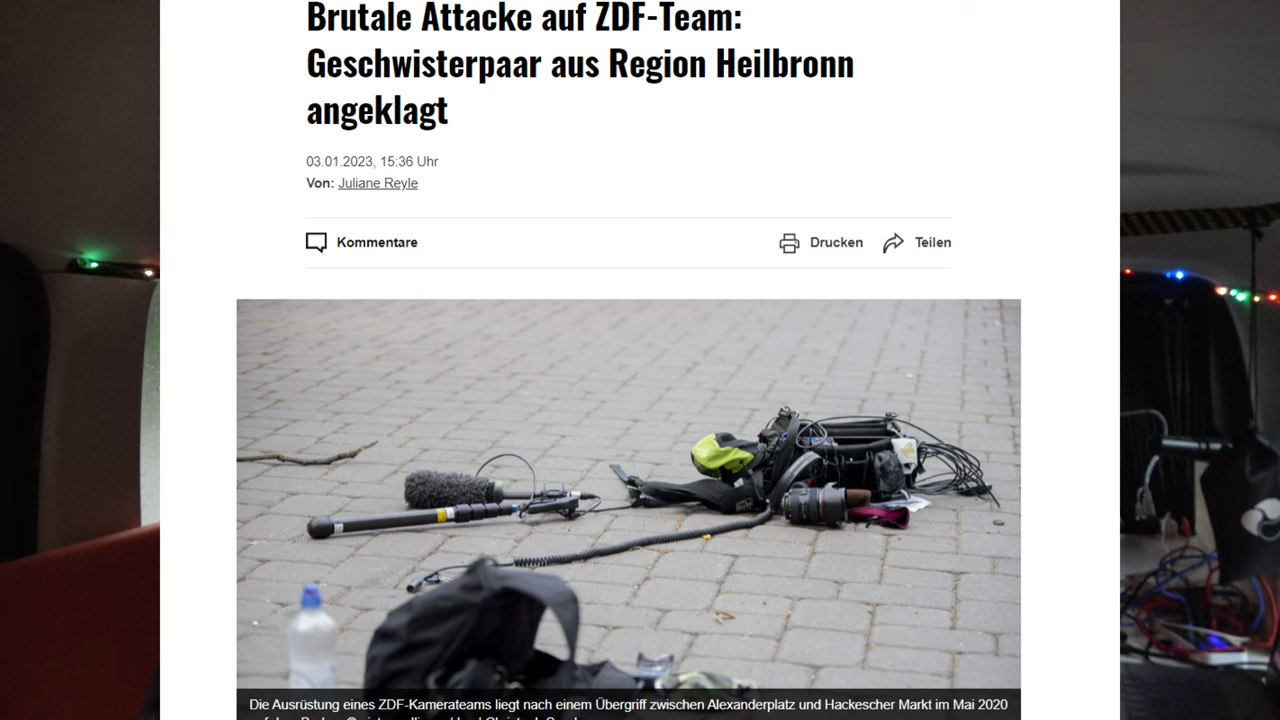 Brutale Attacke auf ZDF-Team:
Geschwisterpaar aus Region Heilbronn
angeklagt
03.01.2023, 15:36 Uhr
Von: Juliane Reyle
Kommentare
Drucken
Teilen
Die Ausrüstung eines ZDF-Kamerateams liegt nach einem Übergriff zwischen Alexanderplatz und Hackescher Markt im Mai 2020